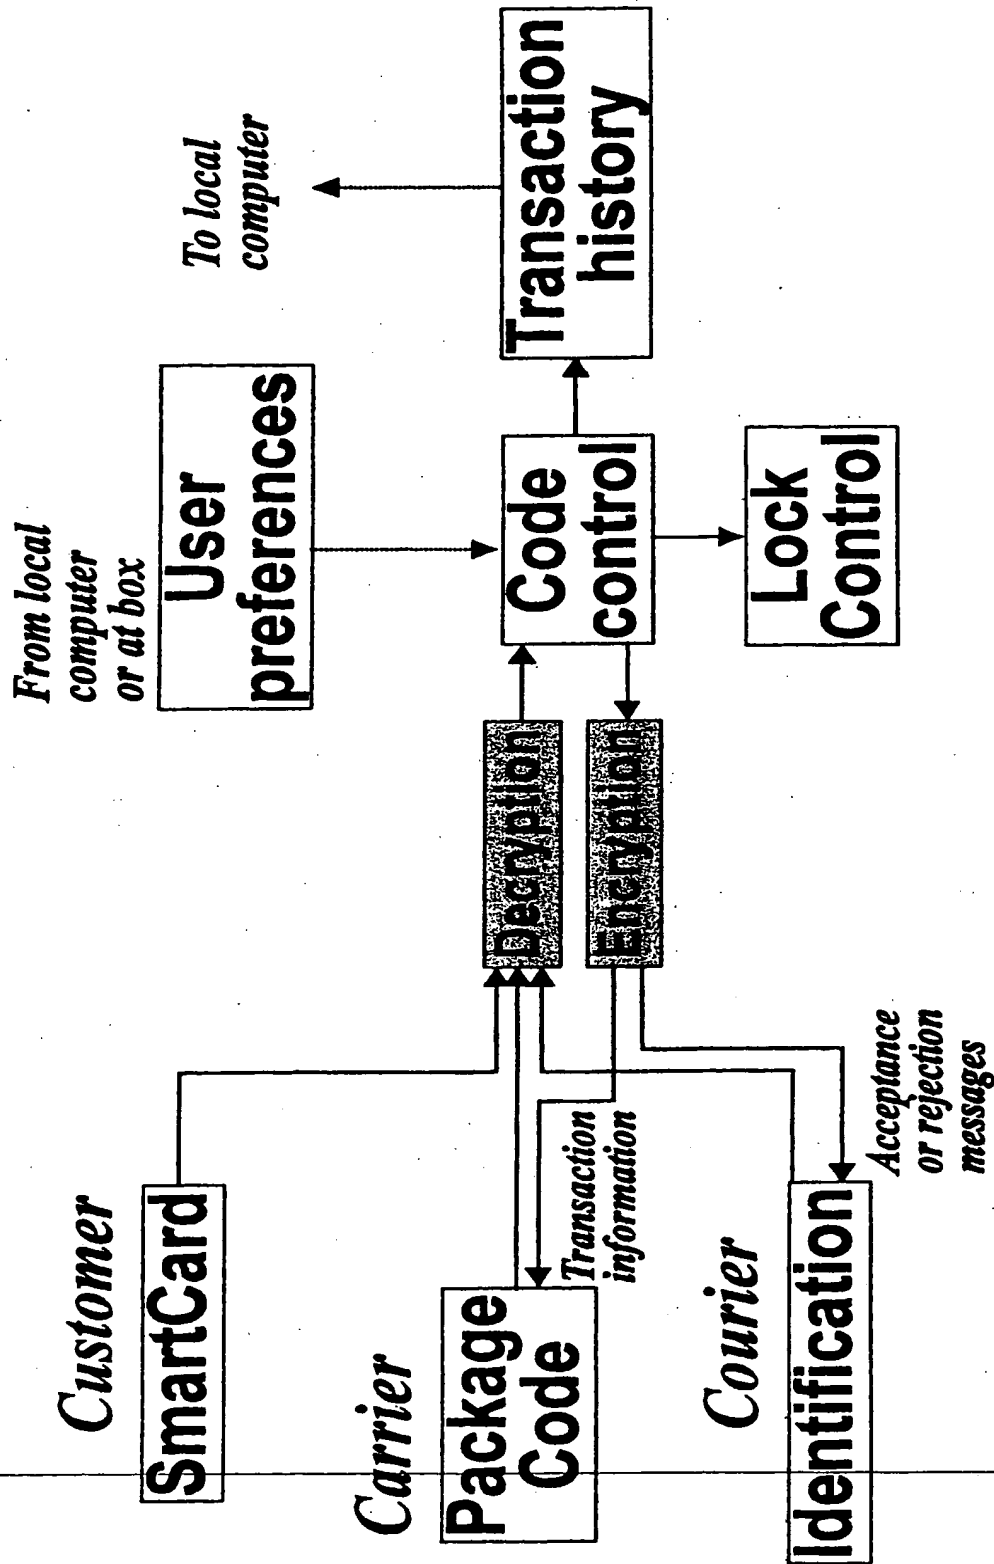 Customer
SmartCard
Carrier
Package
Code
Transaction
information
Courier
Identification
Acceptance
or rejection
messages
Decryption
Encryption
From local
computer
or at box
User
preferences
Code
control
Lock
Control
To local
computer
Transaction
history